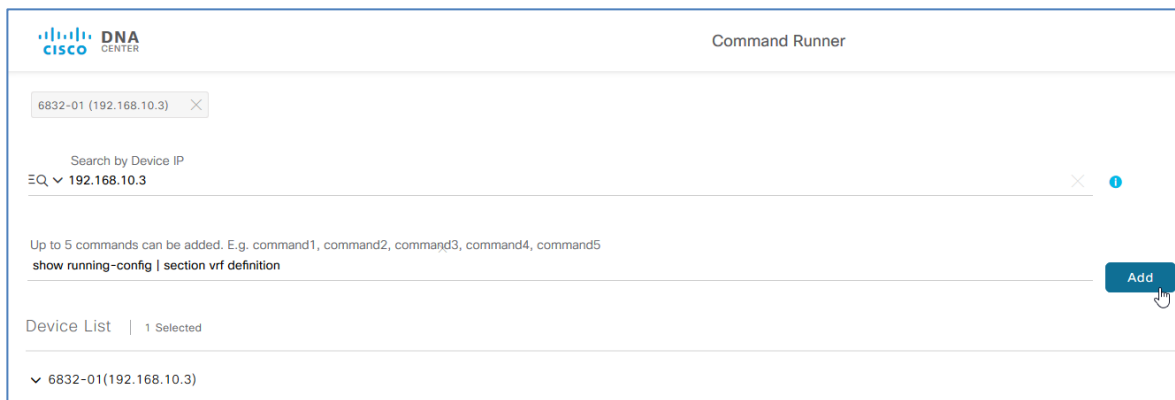 CISCO DNA CENTER
Command Runner
6832-01 (192.168.10.3)
Search by Device IP
192.168.10.3
Up to 5 commands can be added. E.g. command1, command2, command3, command4, command5
show running-config | section vrf definition
Add
Device List | 1 Selected
6832-01(192.168.10.3)